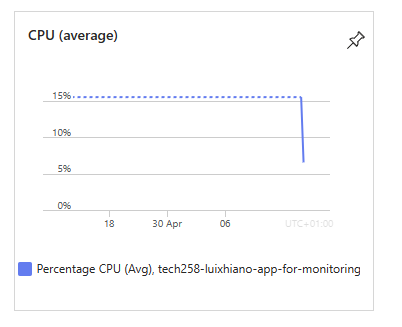 CPU (average)
15%
10%
5%
0%
18
30 Apr
06
UTC+01:00
Percentage CPU (Avg), tech258-luixhiano-app-for-monitoring